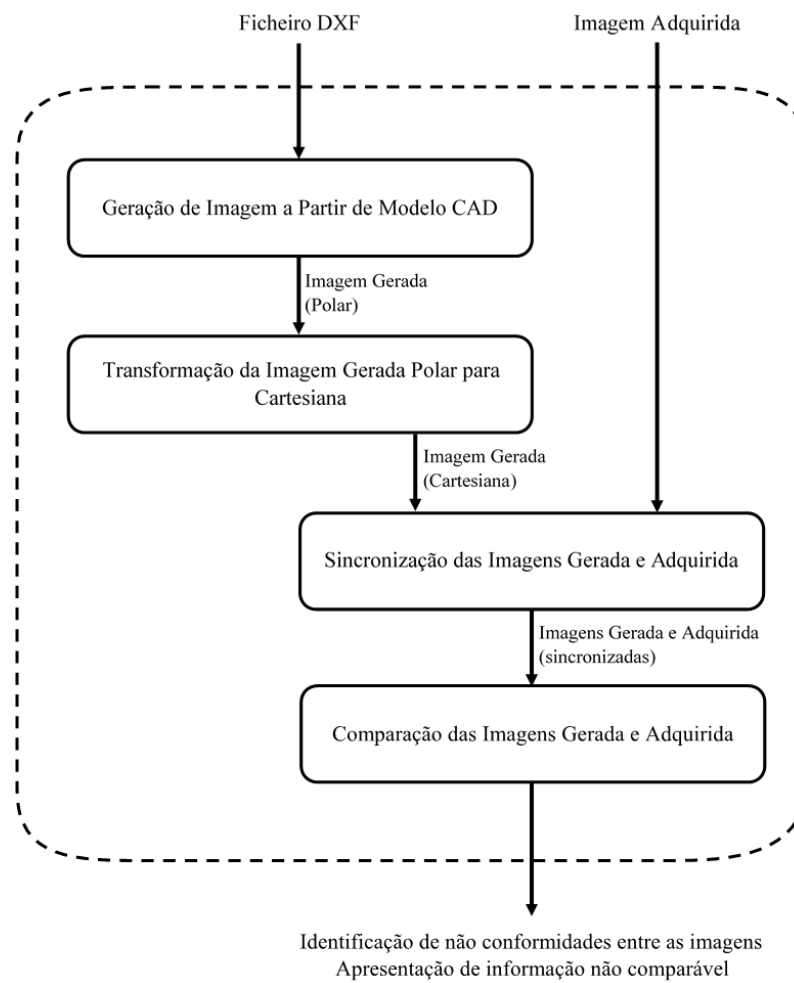 Ficheiro DXF
Imagem Adquirida
Geração de Imagem a Partir de Modelo CAD
Imagem Gerada
(Polar)
Transformação da Imagem Gerada Polar para
Cartesiana
Imagem Gerada
(Cartesiana)
Sincronização das Imagens Gerada e Adquirida
Imagens Gerada e Adquirida
(sincronizadas)
Comparação das Imagens Gerada e Adquirida
Identificação de não conformidades entre as imagens
Apresentação de informação não comparável